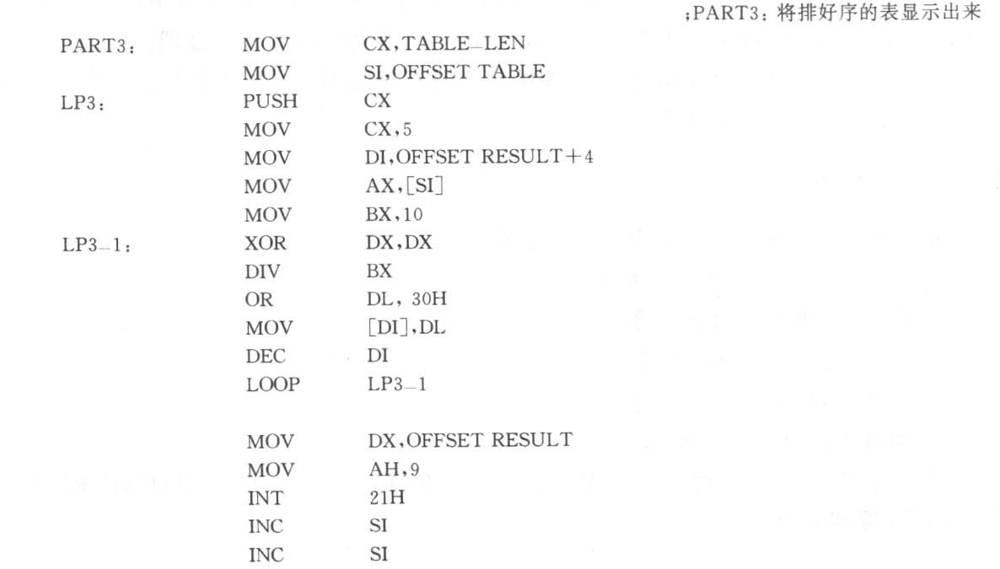 ;PART3: 将排好序的表显示出来
PART3: MOV CX,TABLE_LEN
MOV SI,OFFSET TABLE
LP3: PUSH CX
MOV CX,5
MOV DI,OFFSET RESULT+4
MOV AX,[SI]
MOV BX,10
LP3_1: XOR DX,DX
DIV BX
OR DL, 30H
MOV [DI],DL
DEC DI
LOOP LP3_1
MOV DX,OFFSET RESULT
MOV AH,9
INT 21H
INC SI
INC SI